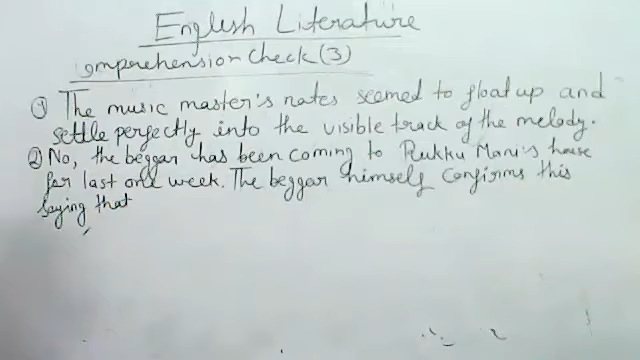 English Literature
Comprehension Check (3)
① The music master's notes seemed to float up and
settle perfectly into the visible track of the melody.
② No, the beggar has been coming to Rukku Mani's house
for last one week. The beggar himself confirms this
saying that